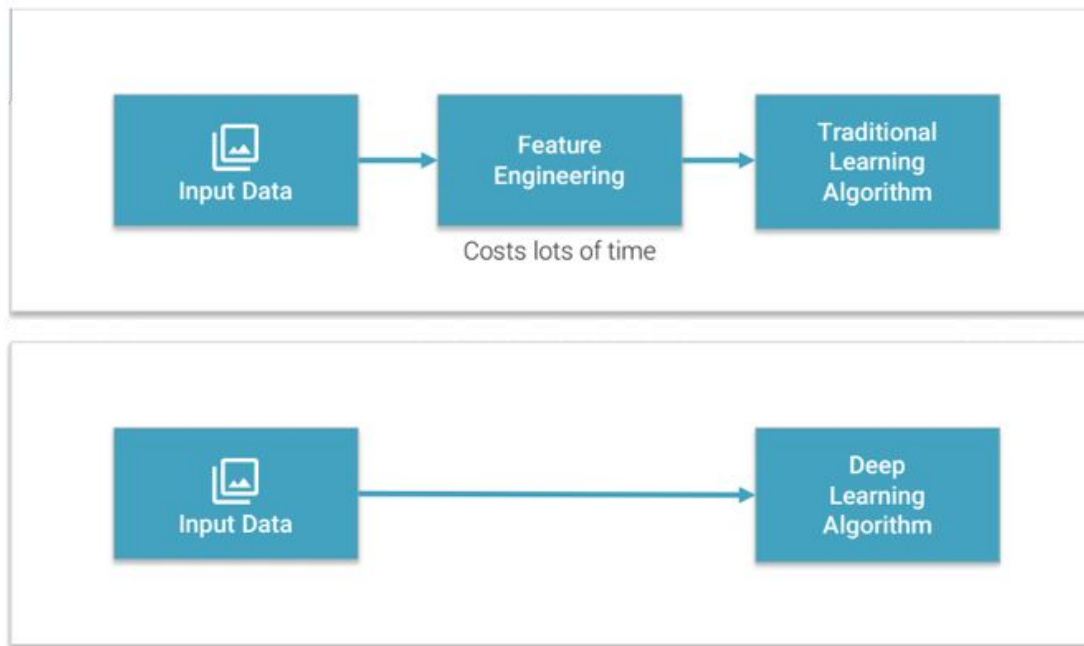 Input Data
Feature
Engineering
Traditional
Learning
Algorithm
Costs lots of time
Input Data
Deep
Learning
Algorithm